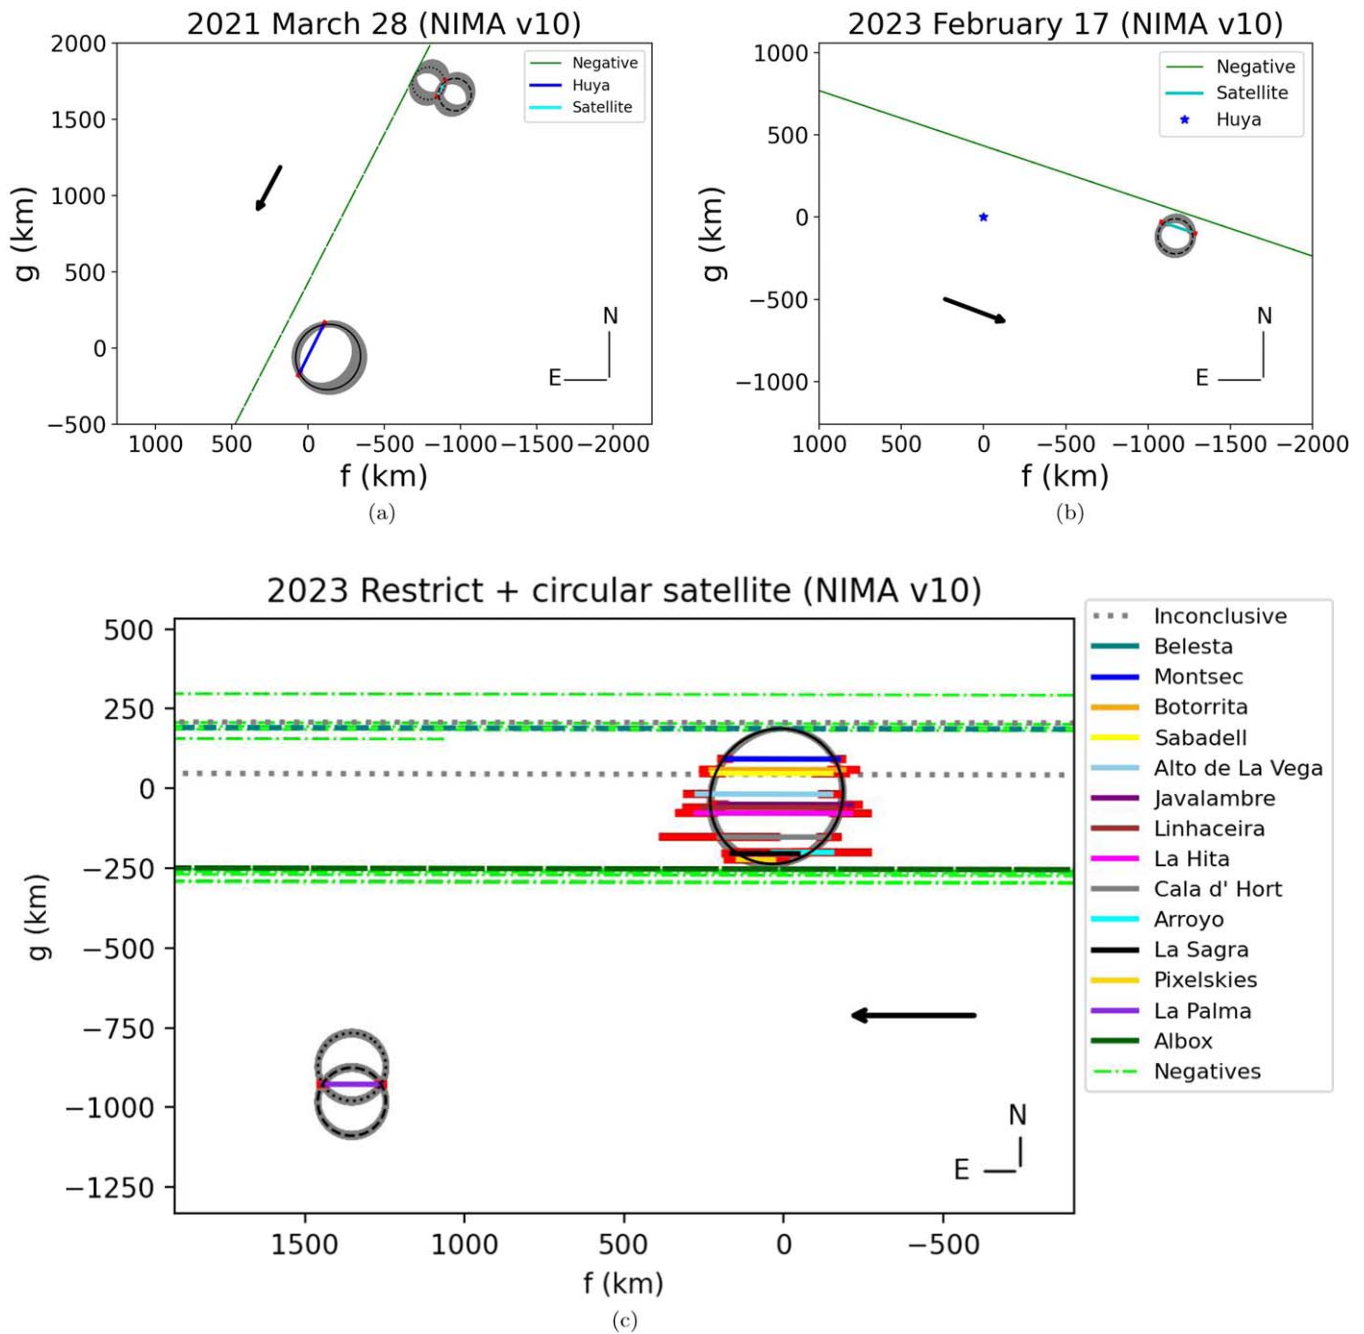 2021 March 28 (NIMA v10)
2000
1500
1000
500
0
−500
g (km)
Negative
Huya
Satellite
N
E
1000 500 0 −500 −1000 −1500 −2000
f (km)
(a)
2023 February 17 (NIMA v10)
1000
500
0
−500
−1000
g (km)
Negative
Satellite
Huya
N
E
1000 500 0 −500 −1000 −1500 −2000
f (km)
(b)
2023 Restrict + circular satellite (NIMA v10)
500
250
0
−250
−500
−750
−1000
−1250
g (km)
N
E
1500 1000 500 0 −500
f (km)
Inconclusive
Belesta
Montsec
Botorrita
Sabadell
Alto de La Vega
Javalambre
Linhaceira
La Hita
Cala d' Hort
Arroyo
La Sagra
Pixelskies
La Palma
Albox
Negatives
(c)